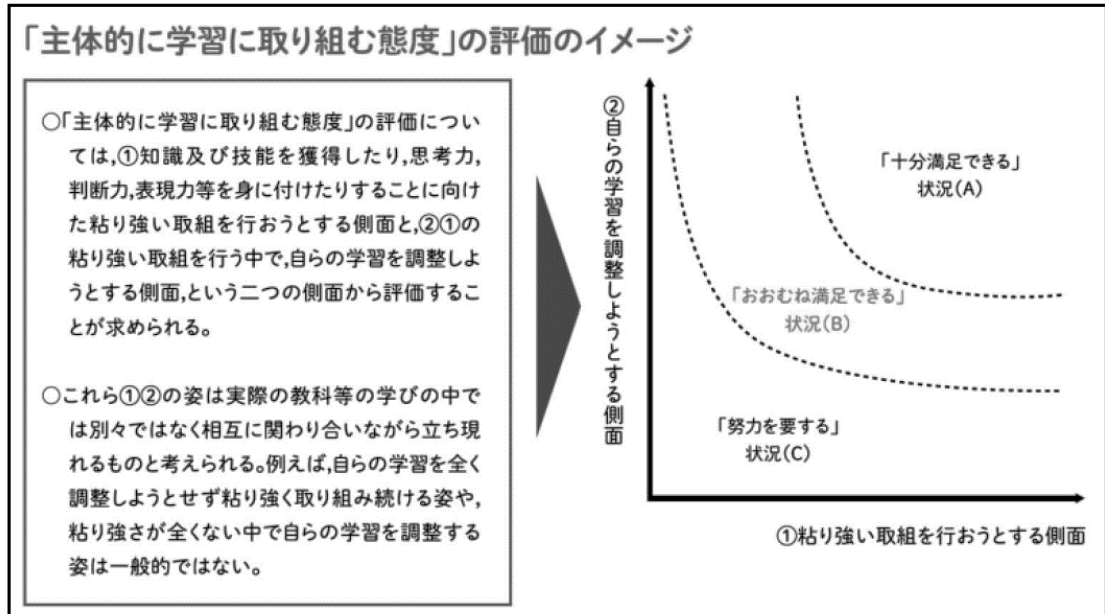 「主体的に学習に取り組む態度」の評価のイメージ
○「主体的に学習に取り組む態度」の評価につい
ては,①知識及び技能を獲得したり,思考力,
判断力,表現力等を身に付けたりすることに向け
た粘り強い取組を行おうとする側面と,②①の
粘り強い取組を行う中で,自らの学習を調整しよ
うとする側面,という二つの側面から評価するこ
とが求められる。
○これら①②の姿は実際の教科等の学びの中で
は別々ではなく相互に関わり合いながら立ち現
れるものと考えられる。例えば,自らの学習を全く
調整しようとせず粘り強く取り組み続ける姿や,
粘り強さが全くない中で自らの学習を調整する
姿は一般的ではない。
②自らの学習を調整しようとする側面
「十分満足できる」
状況(A)
「おおむね満足できる」
状況(B)
「努力を要する」
状況(C)
①粘り強い取組を行おうとする側面